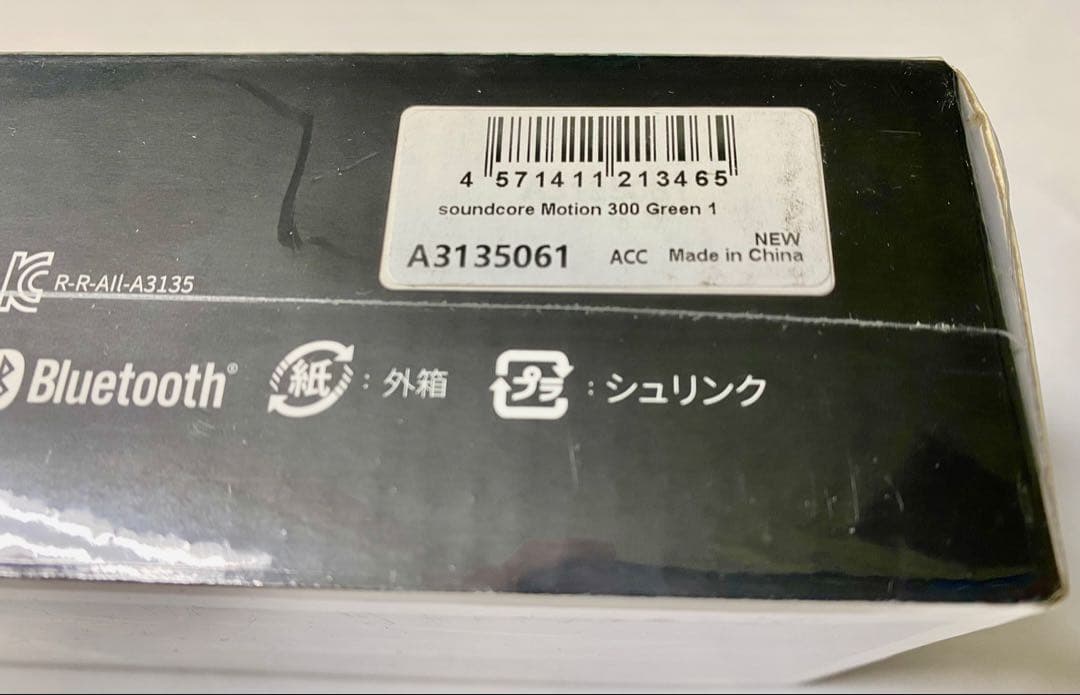 4 571411 213465
soundcore Motion 300 Green 1
NEW
A3135061 ACC Made in China
R-R-All-A3135
Bluetooth® 紙 : 外箱 プラ : シュリンク